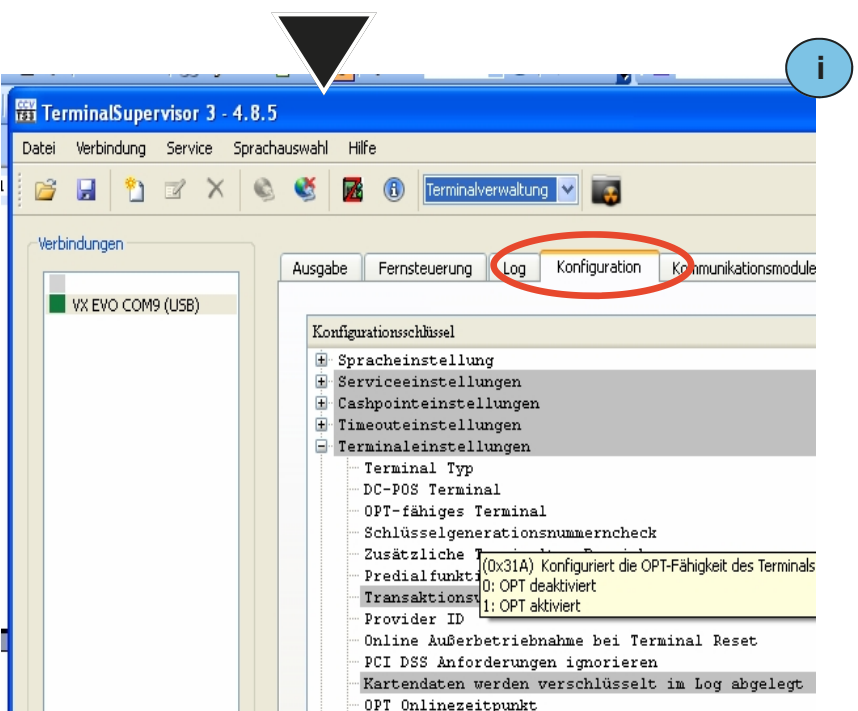 i
CCV
TS3
TerminalSupervisor 3 - 4.8.5
Datei Verbindung Service Sprachauswahl Hilfe
Terminalverwaltung
Verbindungen
VX EVO COM9 (USB)
Ausgabe Fernsteuerung Log Konfiguration Kommunikationsmodule
Konfigurationsschlüssel
Spracheinstellung
Serviceeinstellungen
Cashpointeinstellungen
Timeouteinstellungen
Terminaleinstellungen
Terminal Typ
DC-POS Terminal
OPT-fähiges Terminal
Schlüsselgenerationsnummerncheck
Zusätzliche
(0x31A) Konfiguriert die OPT-Fähigkeit des Terminals
0: OPT deaktiviert
1: OPT aktiviert
Predialfunkti
Transaktions
Provider ID
Online Außerbetriebnahme bei Terminal Reset
PCI DSS Anforderungen ignorieren
Kartendaten werden verschlüsselt im Log abgelegt
OPT Onlinezeitpunkt